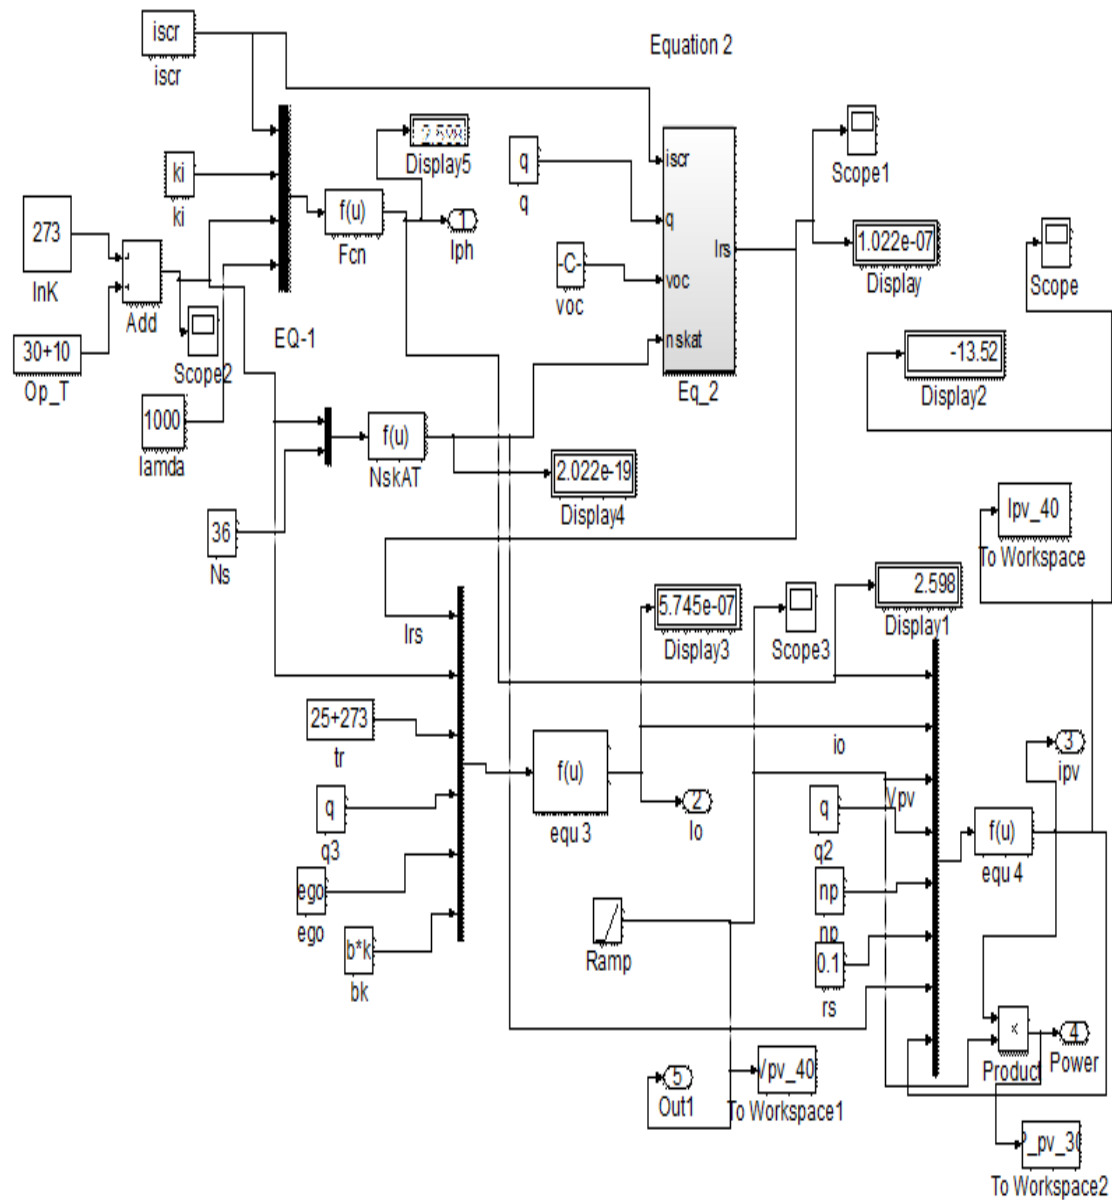 iscr
iscr
Equation 2
ki
ki
273
InK
Add
30+10
Op_T
Scope2
1000
lamda
EQ-1
f(u)
Fcn
2.598
Display5
1
Iph
q
q
-C-
voc
iscr
q
voc
nskat
Irs
Eq_2
Scope1
1.022e-07
Display
Scope
-13.52
Display2
f(u)
NskAT
2.022e-19
Display4
36
Ns
Ipv_40
To Workspace
2.598
Display1
Irs
5.745e-07
Display3
Scope3
25+273
tr
q
q3
ego
ego
b*k
bk
f(u)
equ 3
2
Io
io
Vpv
q
q2
np
np
0.1
rs
f(u)
equ 4
3
ipv
Ramp
Product
4
Power
5
Out1
Vpv_40
To Workspace1
P_pv_30
To Workspace2